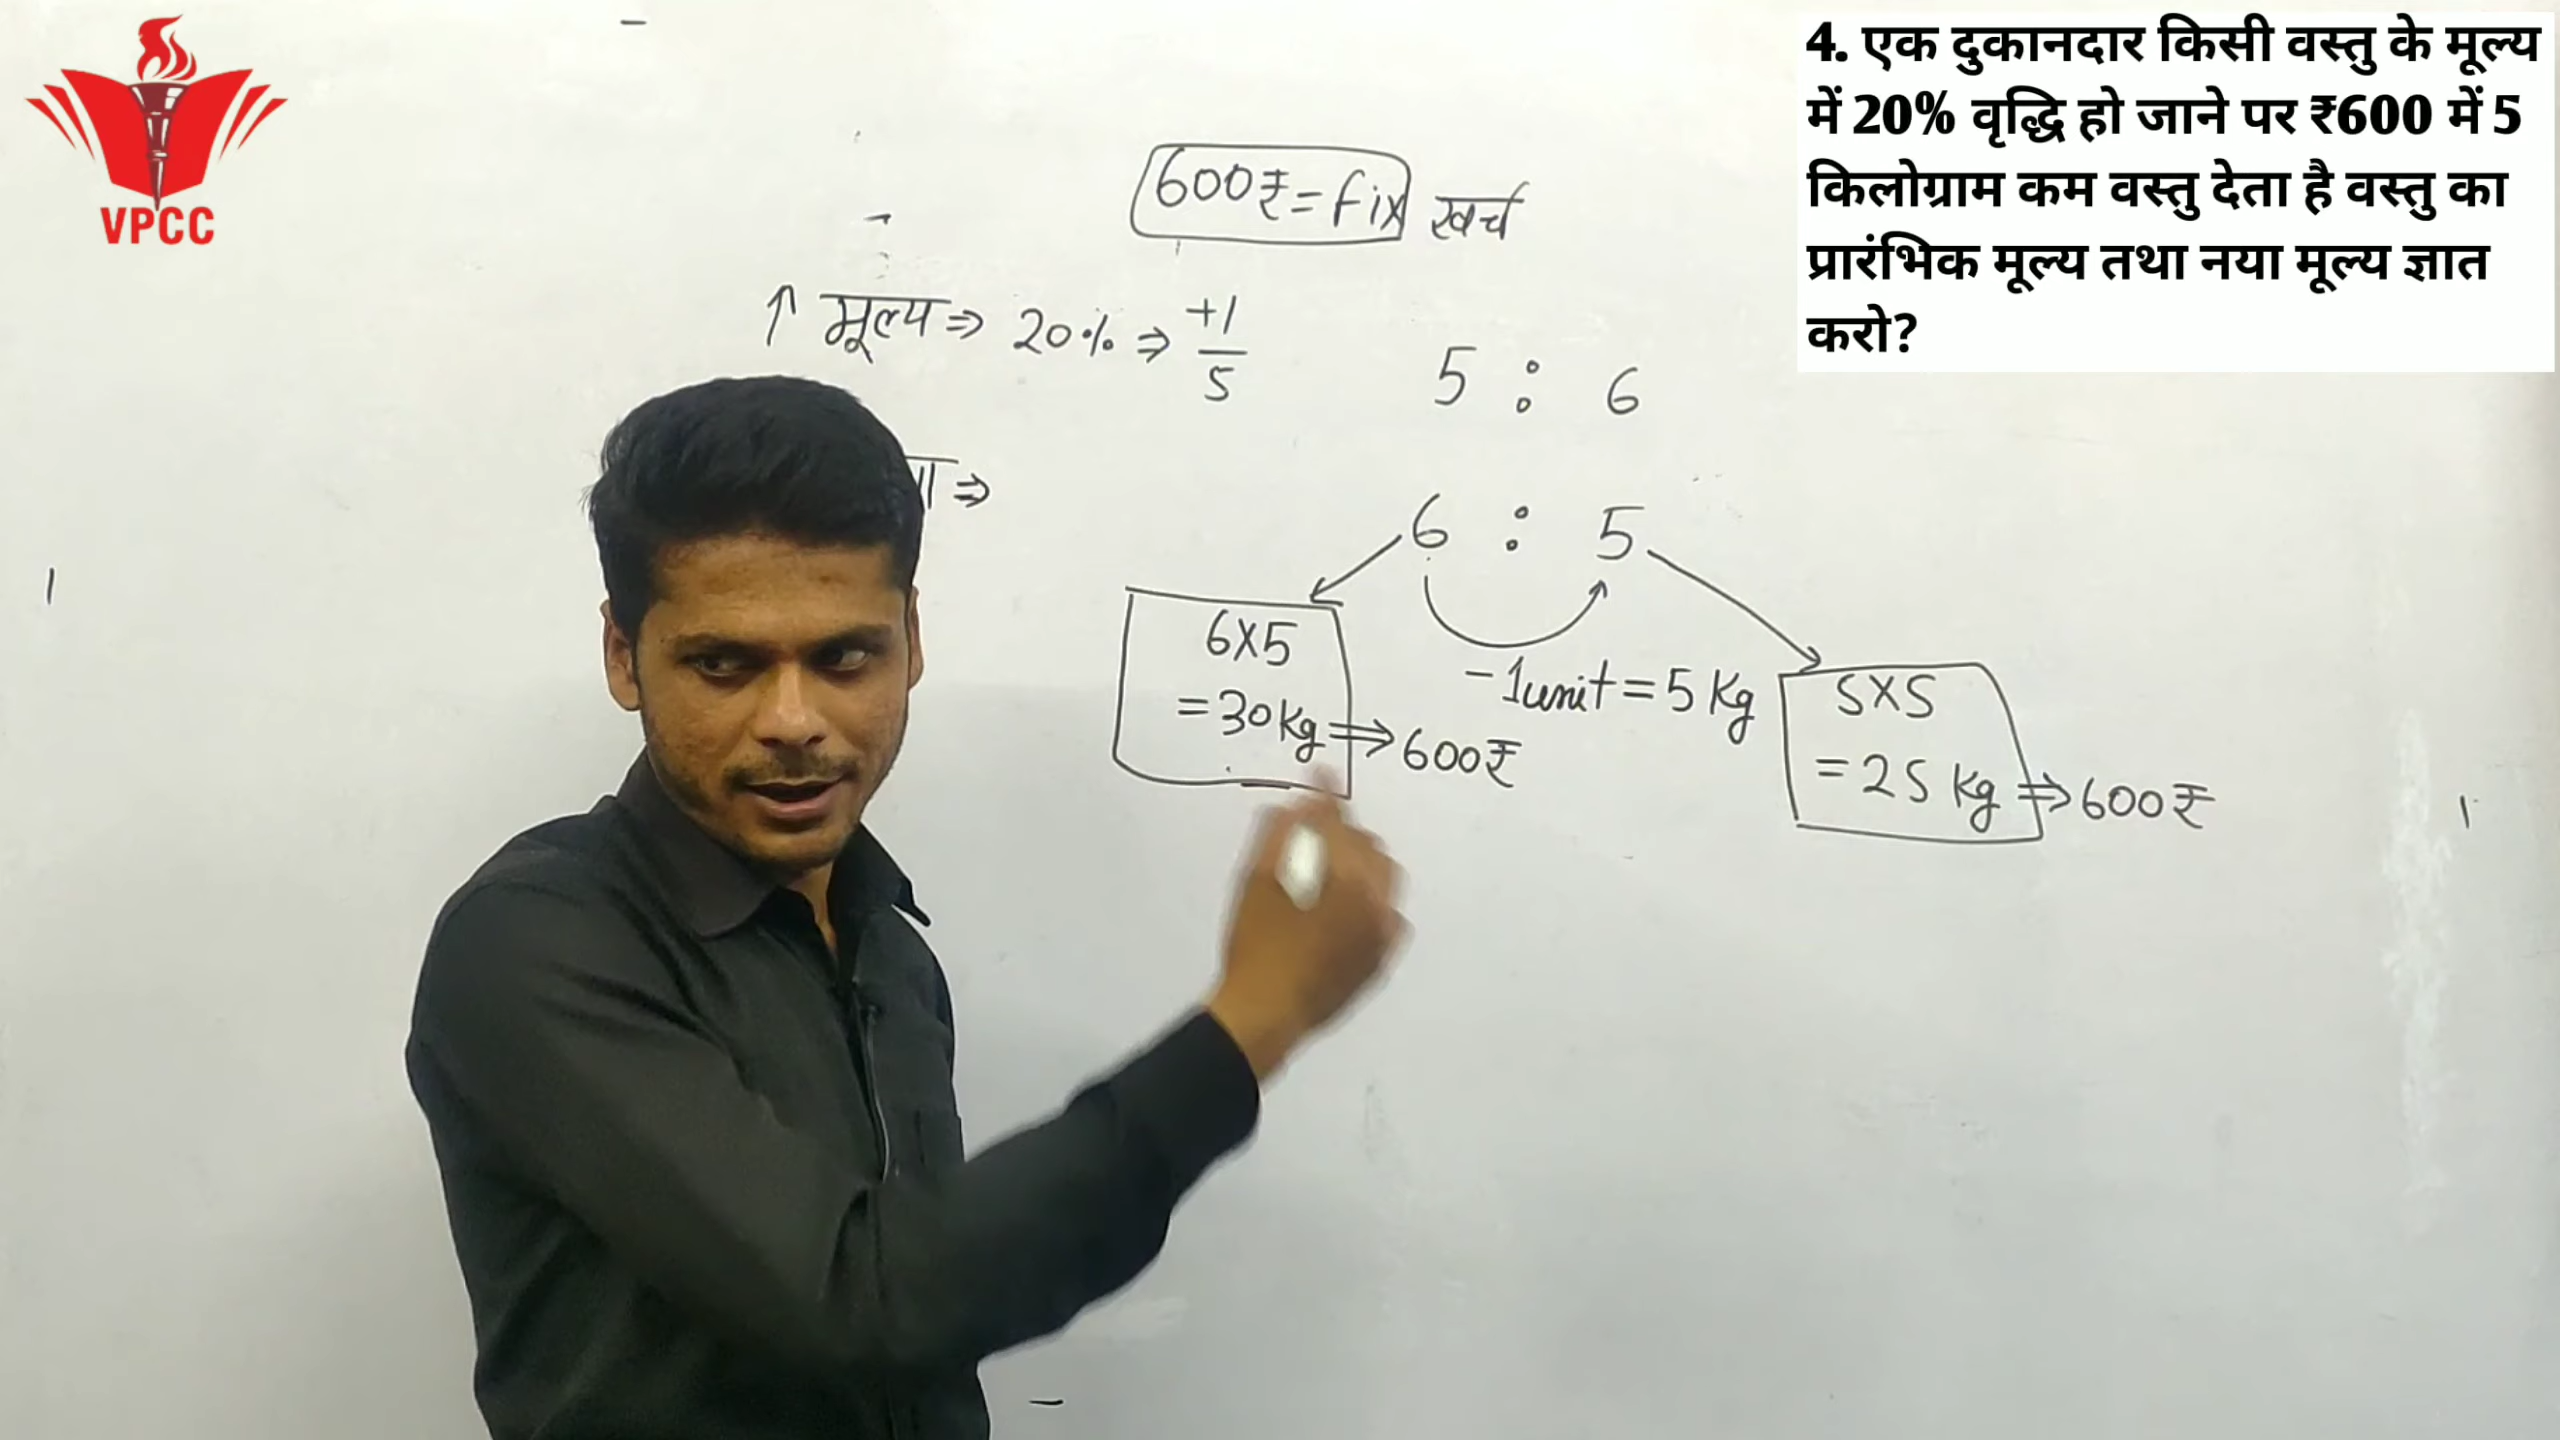 VPCC
4. एक दुकानदार किसी वस्तु के मूल्य
में 20% वृद्धि हो जाने पर ₹600 में 5
किलोग्राम कम वस्तु देता है वस्तु का
प्रारंभिक मूल्य तथा नया मूल्य ज्ञात
करो?
600₹ = fix खर्च
↑ मूल्य ⇒ 20% ⇒ +1/5
5 : 6
⇒
6 : 5
-1unit = 5 Kg
6X5
= 30Kg ⇒ 600₹
5X5
= 25 Kg ⇒ 600₹